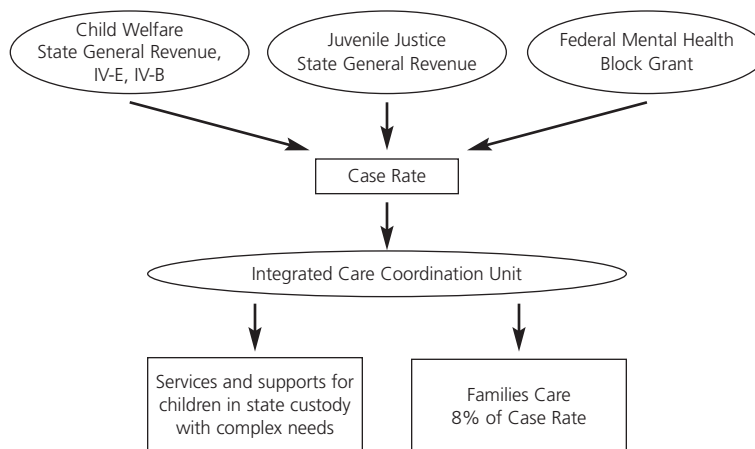 Child Welfare
State General Revenue,
IV-E, IV-B
Juvenile Justice
State General Revenue
Federal Mental Health
Block Grant
Case Rate
Integrated Care Coordination Unit
Services and supports for
children in state custody
with complex needs
Families Care
8% of Case Rate